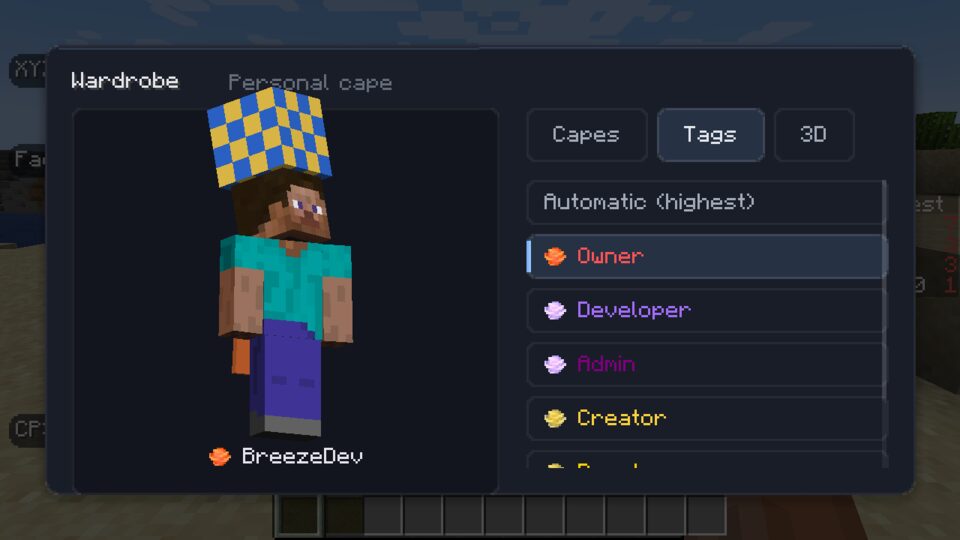 Wardrobe
Personal cape
Capes
Tags
3D
Automatic (highest)
Owner
Developer
Admin
Creator
BreezeDev